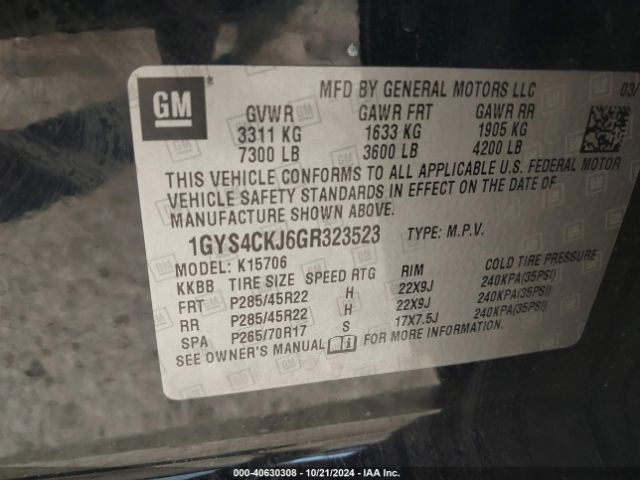 GM
MFD BY GENERAL MOTORS LLC 03/
GVWR GAWR FRT GAWR RR
3311 KG 1633 KG 1905 KG
7300 LB 3600 LB 4200 LB
THIS VEHICLE CONFORMS TO ALL APPLICABLE U.S. FEDERAL MOTOR
VEHICLE SAFETY STANDARDS IN EFFECT ON THE DATE OF
MANUFACTURE SHOWN ABOVE.
1GYS4CKJ6GR323523 TYPE: M.P.V.
MODEL: K15706
KKBB TIRE SIZE SPEED RTG RIM COLD TIRE PRESSURE
FRT P285/45R22 H 22X9J 240KPA(35PSI)
RR P285/45R22 H 22X9J 240KPA(35PSI)
SPA P265/70R17 S 17X7.5J 240KPA(35PSI)
SEE OWNER'S MANUAL FOR MORE INFORMATION.
000-40630308 - 10/21/2024 - IAA Inc.